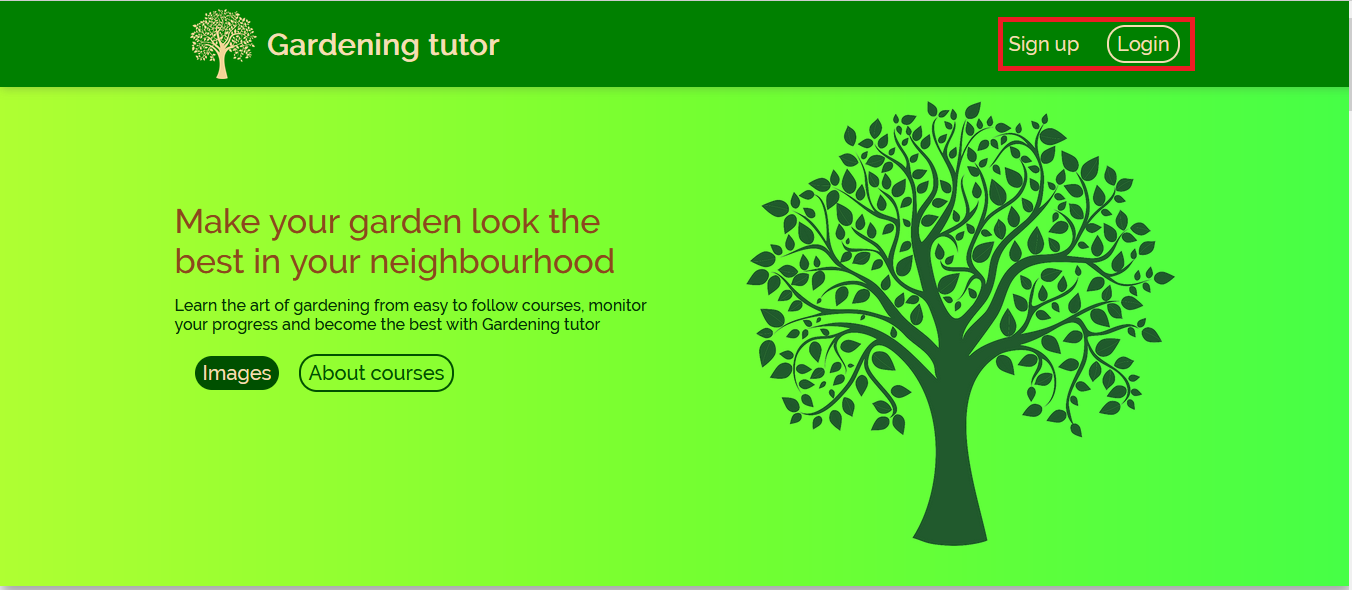 Gardening tutor
Sign up
Login
Make your garden look the
best in your neighbourhood
Learn the art of gardening from easy to follow courses, monitor
your progress and become the best with Gardening tutor
Images
About courses